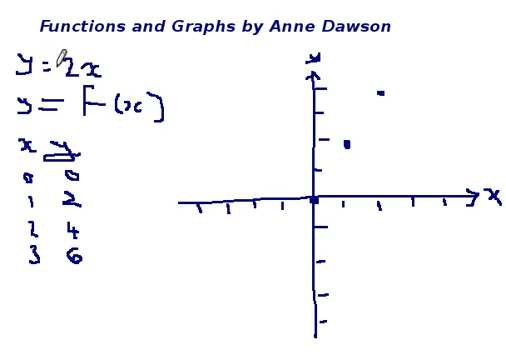 Functions and Graphs by Anne Dawson
y = 2x
y = F(x)
x y
0 0
1 2
2 4
3 6
y
x